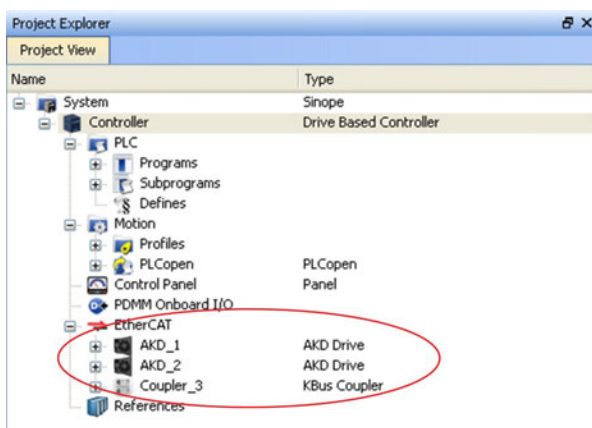 Project Explorer
Project View
Name Type
System Sinope
Controller Drive Based Controller
PLC
Programs
Subprograms
Defines
Motion
Profiles
PLCopen PLCopen
Control Panel Panel
PDMM Onboard I/O
EtherCAT
AKD_1 AKD Drive
AKD_2 AKD Drive
Coupler_3 KBus Coupler
References